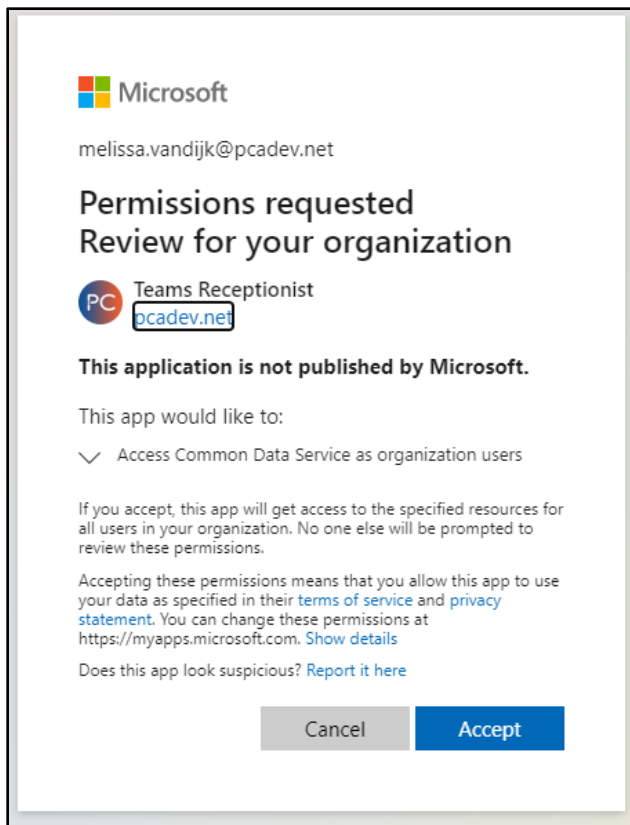 Microsoft
melissa.vandijk@pcadev.net
Permissions requested
Review for your organization
PC
Teams Receptionist
pcadev.net
This application is not published by Microsoft.
This app would like to:
Access Common Data Service as organization users
If you accept, this app will get access to the specified resources for
all users in your organization. No one else will be prompted to
review these permissions.
Accepting these permissions means that you allow this app to use
your data as specified in their terms of service and privacy
statement. You can change these permissions at
https://myapps.microsoft.com. Show details
Does this app look suspicious? Report it here
Cancel Accept